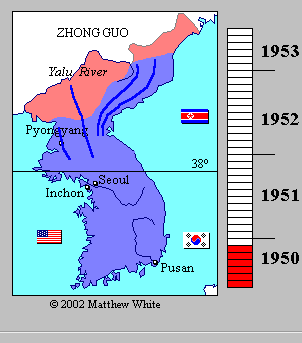 ZHONG GUO
Yalu River
Pyongyang
38°
Seoul
Inchon
Pusan
1953
1952
1951
1950
© 2002 Matthew White